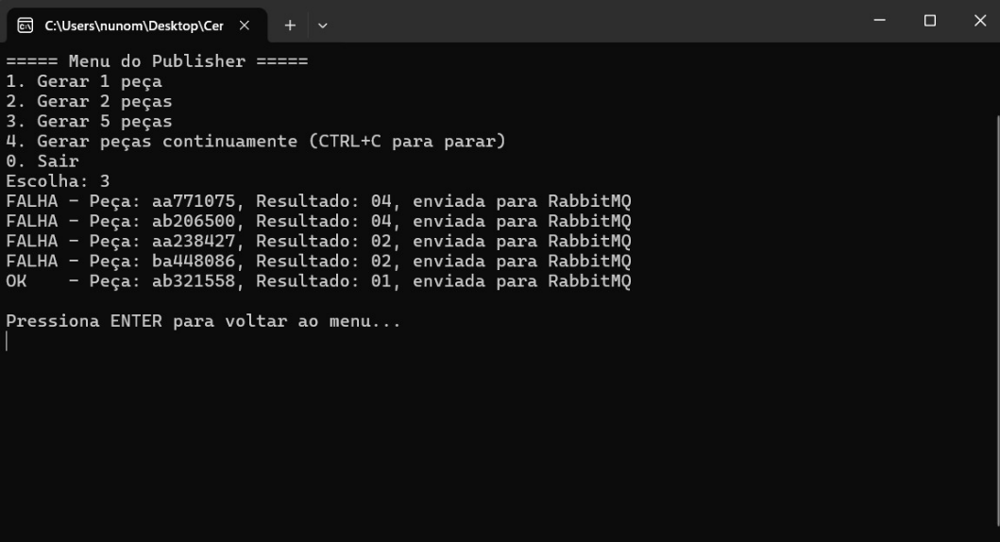 C:\Users\nunom\Desktop\Cer
===== Menu do Publisher =====
1. Gerar 1 peça
2. Gerar 2 peças
3. Gerar 5 peças
4. Gerar peças continuamente (CTRL+C para parar)
0. Sair
Escolha: 3
FALHA - Peça: aa771075, Resultado: 04, enviada para RabbitMQ
FALHA - Peça: ab206500, Resultado: 04, enviada para RabbitMQ
FALHA - Peça: aa238427, Resultado: 02, enviada para RabbitMQ
FALHA - Peça: ba448086, Resultado: 02, enviada para RabbitMQ
OK    - Peça: ab321558, Resultado: 01, enviada para RabbitMQ
Pressiona ENTER para voltar ao menu...